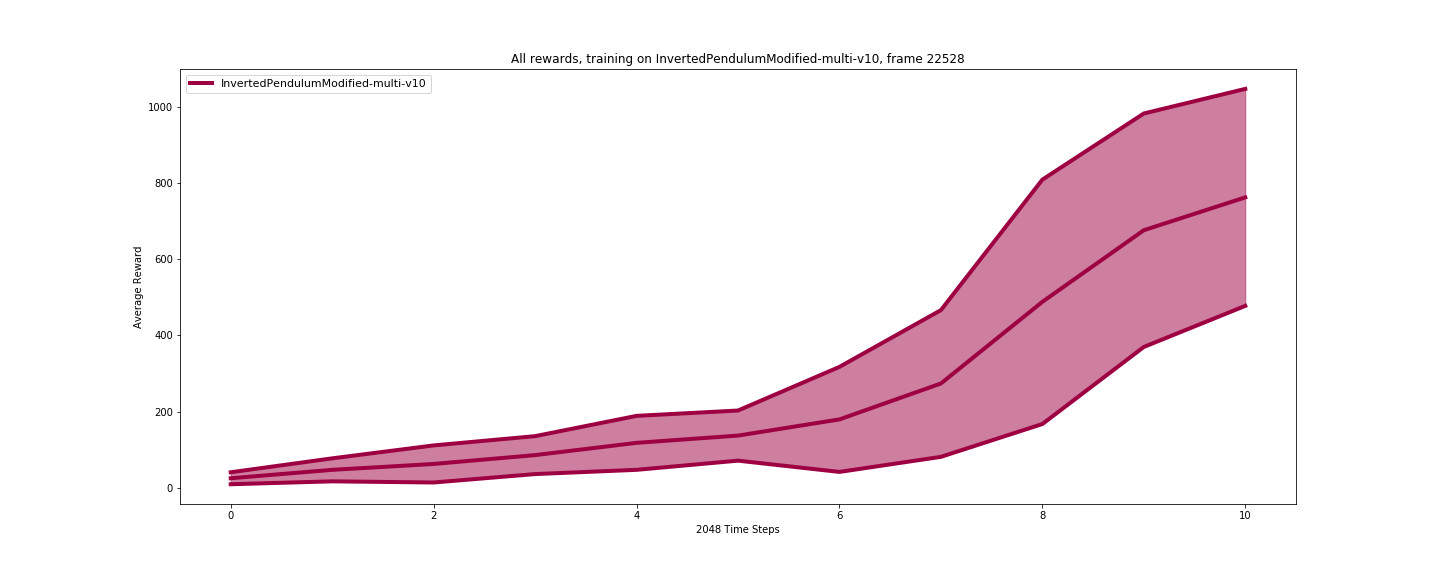 All rewards, training on InvertedPendulumModified-multi-v10, frame 22528
InvertedPendulumModified-multi-v10
1000
800
600
400
200
0
Average Reward
0 2 4 6 8 10
2048 Time Steps